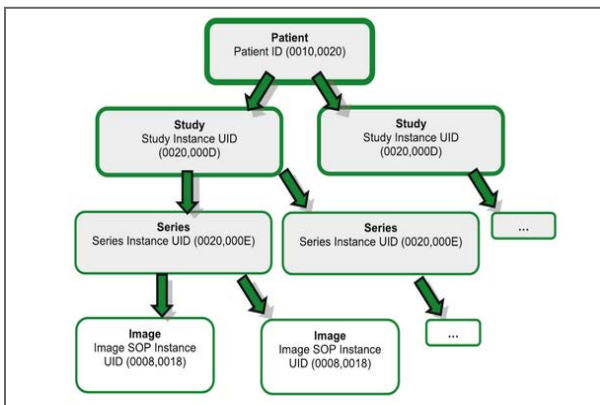 Patient
Patient ID (0010,0020)
Study
Study Instance UID
(0020,000D)
Study
Study Instance UID
(0020,000D)
Series
Series Instance UID (0020,000E)
Series
Series Instance UID (0020,000E)
...
Image
Image SOP Instance
UID (0008,0018)
Image
Image SOP Instance
UID (0008,0018)
...